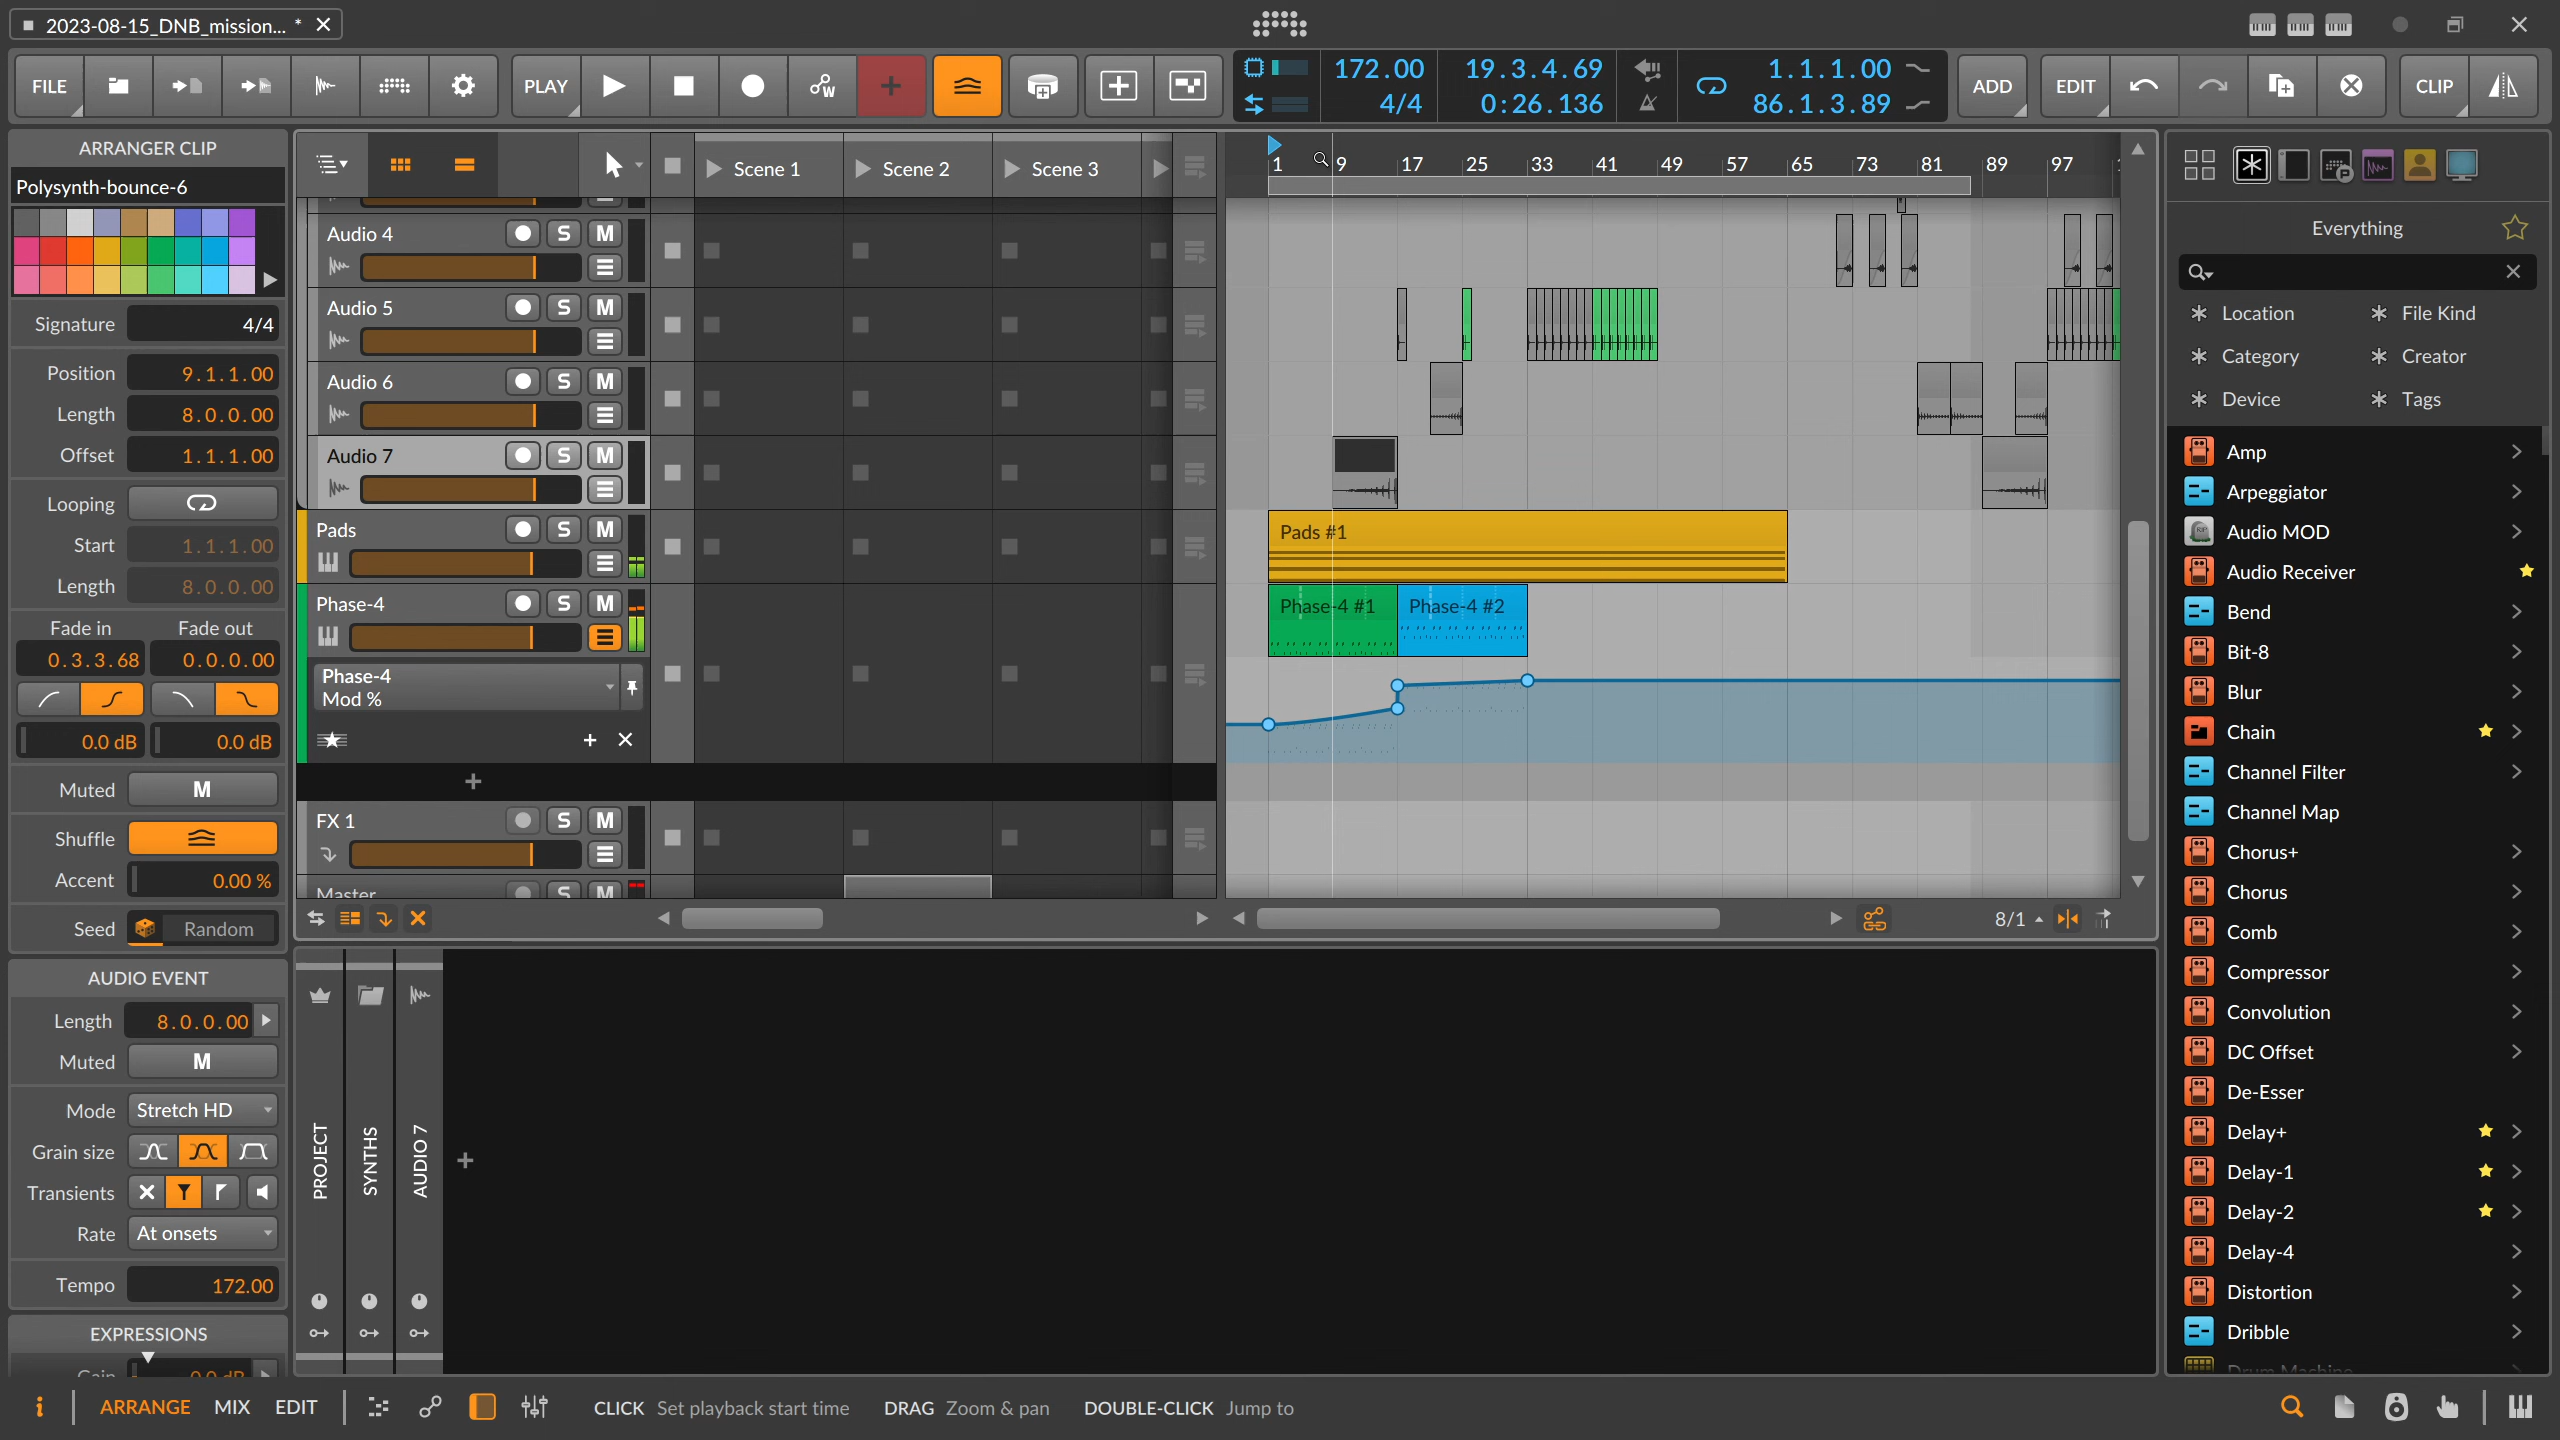 2023-08-15_DNB_mission... *
FILE
PLAY
172.00
4/4
19.3.4.69
0:26.136
1.1.1.00
86.1.3.89
ADD
EDIT
CLIP
ARRANGER CLIP
Polysynth-bounce-6
Signature 4/4
Position 9.1.1.00
Length 8.0.0.00
Offset 1.1.1.00
Looping
Start 1.1.1.00
Length 8.0.0.00
Fade in Fade out
0.3.3.68 0.0.0.00
0.0 dB 0.0 dB
Muted M
Shuffle
Accent 0.00 %
Seed Random
AUDIO EVENT
Length 8.0.0.00
Muted M
Mode Stretch HD
Grain size
Transients
Rate At onsets
Tempo 172.00
EXPRESSIONS
Gain 0.0 dB
Scene 1 Scene 2 Scene 3
1 9 17 25 33 41 49 57 65 73 81 89 97
Audio 4 S M
Audio 5 S M
Audio 6 S M
Audio 7 S M
Pads S M
Pads #1
Phase-4 S M
Phase-4 #1 Phase-4 #2
Phase-4
Mod %
FX 1 S M
Master S M
8/1
PROJECT
SYNTHS
AUDIO 7
Everything
Location File Kind
Category Creator
Device Tags
Amp
Arpeggiator
Audio MOD
Audio Receiver
Bend
Bit-8
Blur
Chain
Channel Filter
Channel Map
Chorus+
Chorus
Comb
Compressor
Convolution
DC Offset
De-Esser
Delay+
Delay-1
Delay-2
Delay-4
Distortion
Dribble
Drum Machine
i ARRANGE MIX EDIT
CLICK Set playback start time DRAG Zoom & pan DOUBLE-CLICK Jump to